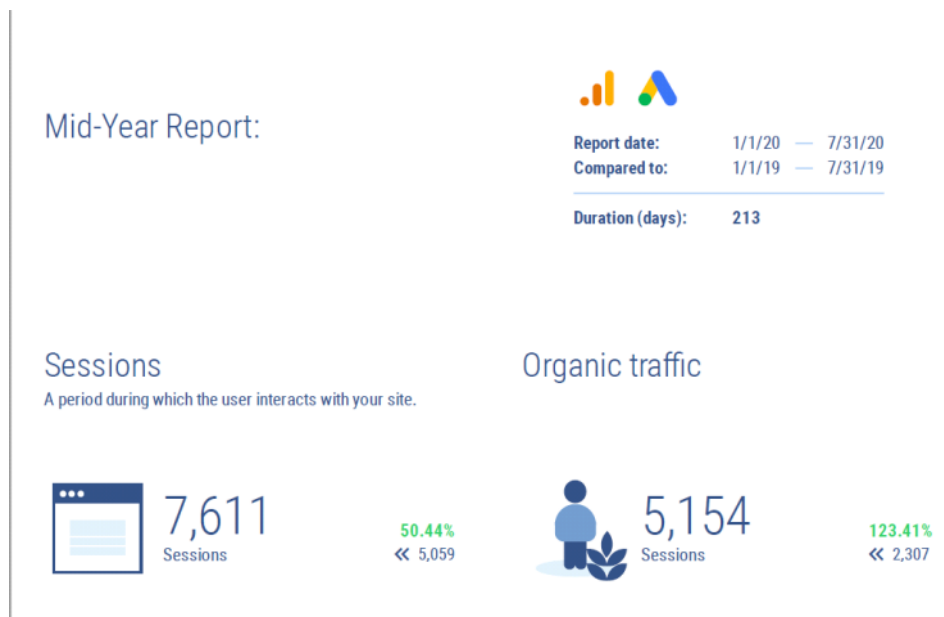 Mid-Year Report:
Report date: 1/1/20 — 7/31/20
Compared to: 1/1/19 — 7/31/19
Duration (days): 213
Sessions
A period during which the user interacts with your site.
7,611
Sessions
50.44%
« 5,059
Organic traffic
5,154
Sessions
123.41%
« 2,307